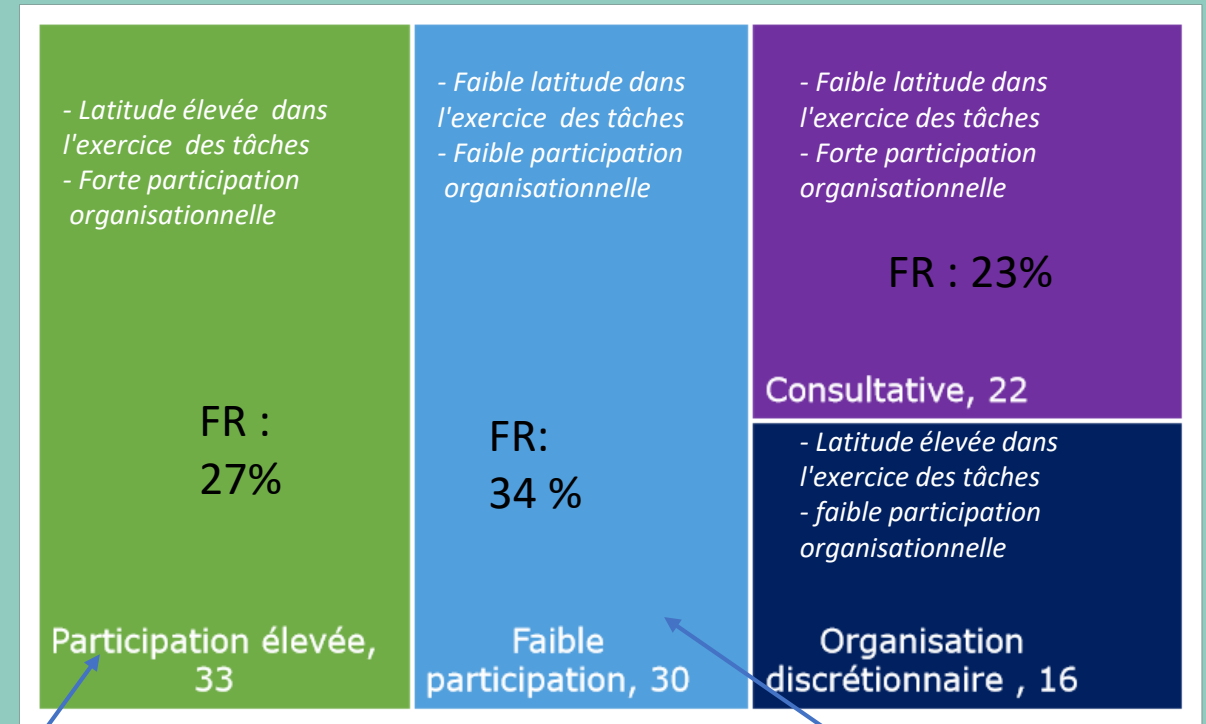 - Latitude élevée dans
l'exercice des tâches
- Forte participation
organisationnelle
FR :
27%
Participation élevée,
33
- Faible latitude dans
l'exercice des tâches
- Faible participation
organisationnelle
FR:
34 %
Faible
participation, 30
- Faible latitude dans
l'exercice des tâches
- Forte participation
organisationnelle
FR : 23%
Consultative, 22
- Latitude élevée dans
l'exercice des tâches
- faible participation
organisationnelle
Organisation
discrétionnaire , 16